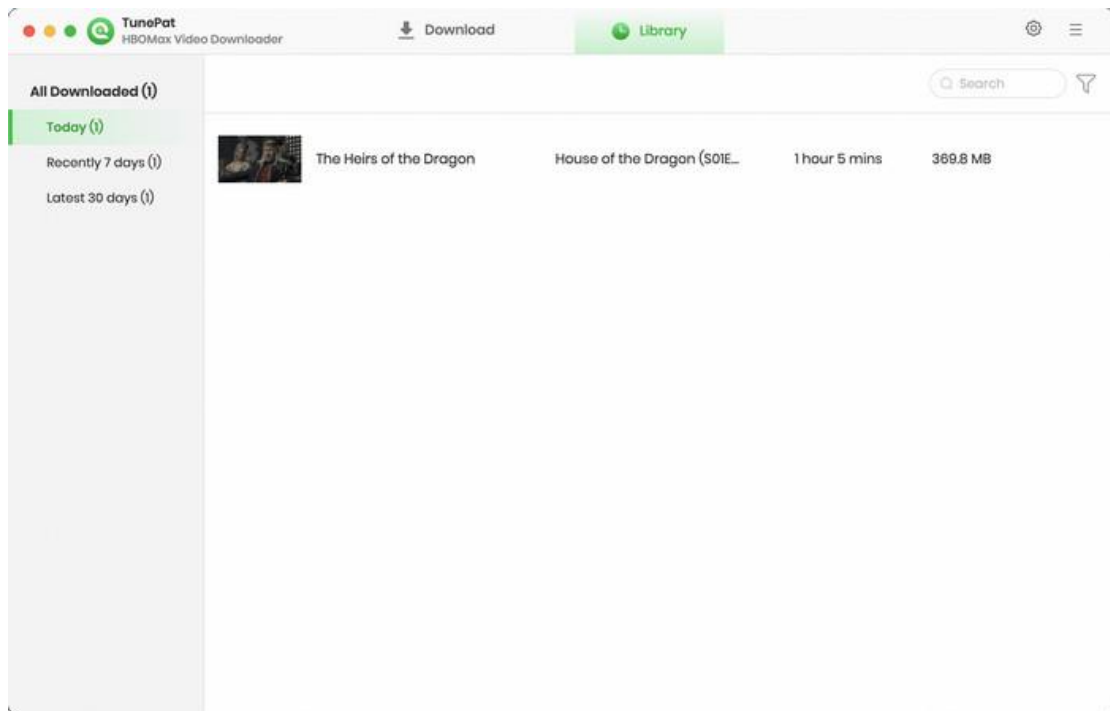 TunePat
HBOMax Video Downloader
Download
Library
All Downloaded (1)
Search
Today (1)
Recently 7 days (1)
Latest 30 days (1)
The Heirs of the Dragon
House of the Dragon (S01E...
1 hour 5 mins
369.8 MB